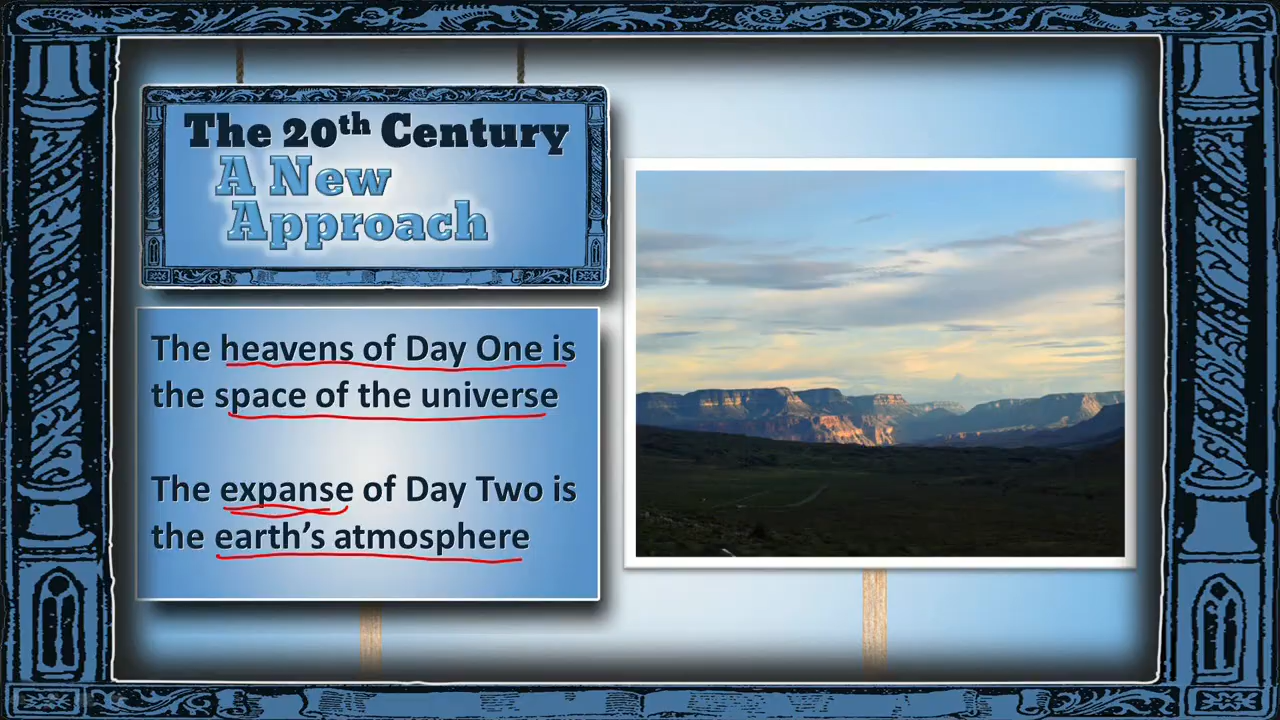 The 20th Century
A New
Approach
The heavens of Day One is
the space of the universe
The expanse of Day Two is
the earth's atmosphere